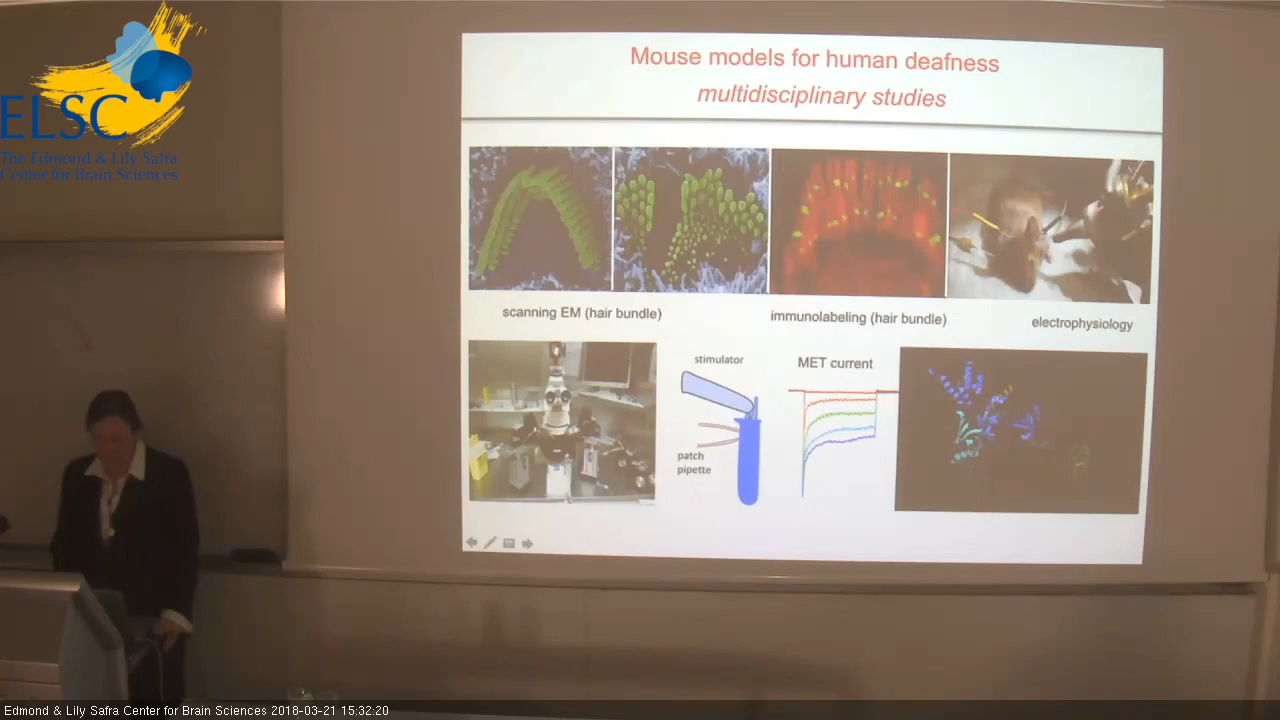 ELSC
The Edmond & Lily Safra
Center for Brain Sciences
Mouse models for human deafness
multidisciplinary studies
scanning EM (hair bundle)
immunolabeling (hair bundle)
electrophysiology
stimulator
MET current
patch
pipette
Edmond & Lily Safra Center for Brain Sciences 2018-03-21 15:32:20